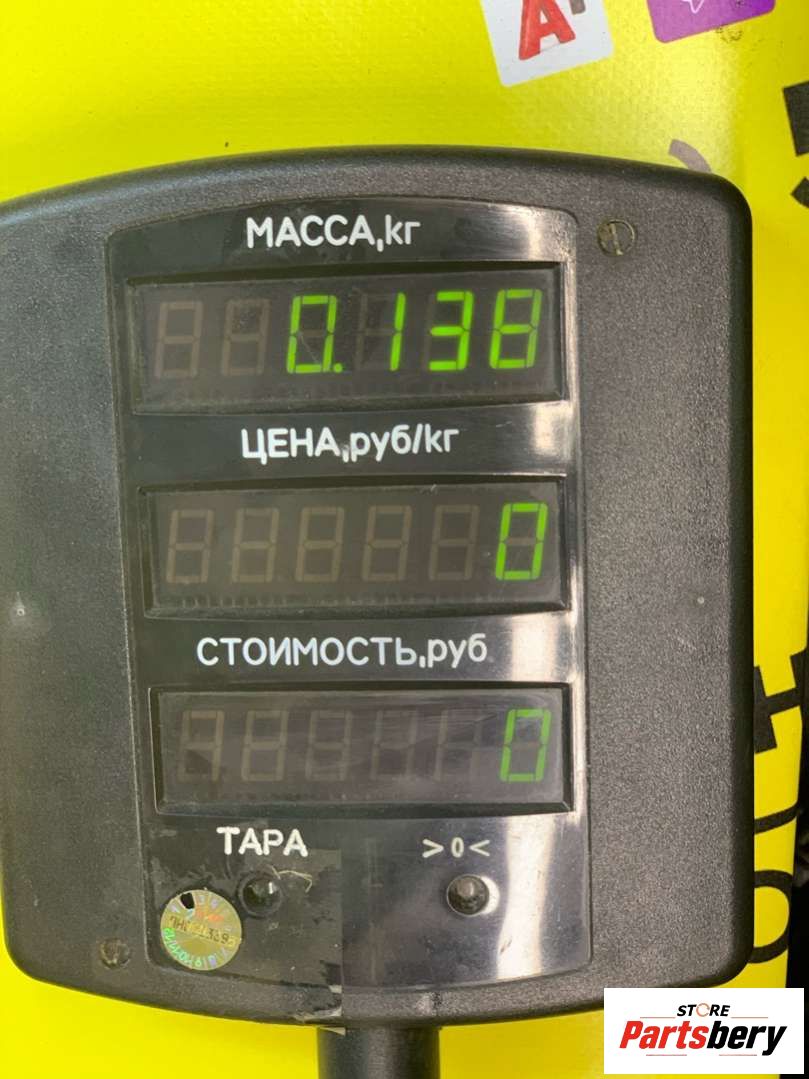 МАССА,кг
0.138
ЦЕНА,руб/кг
0
СТОИМОСТЬ,руб
0
ТАРА >0<
STORE
Partsbery